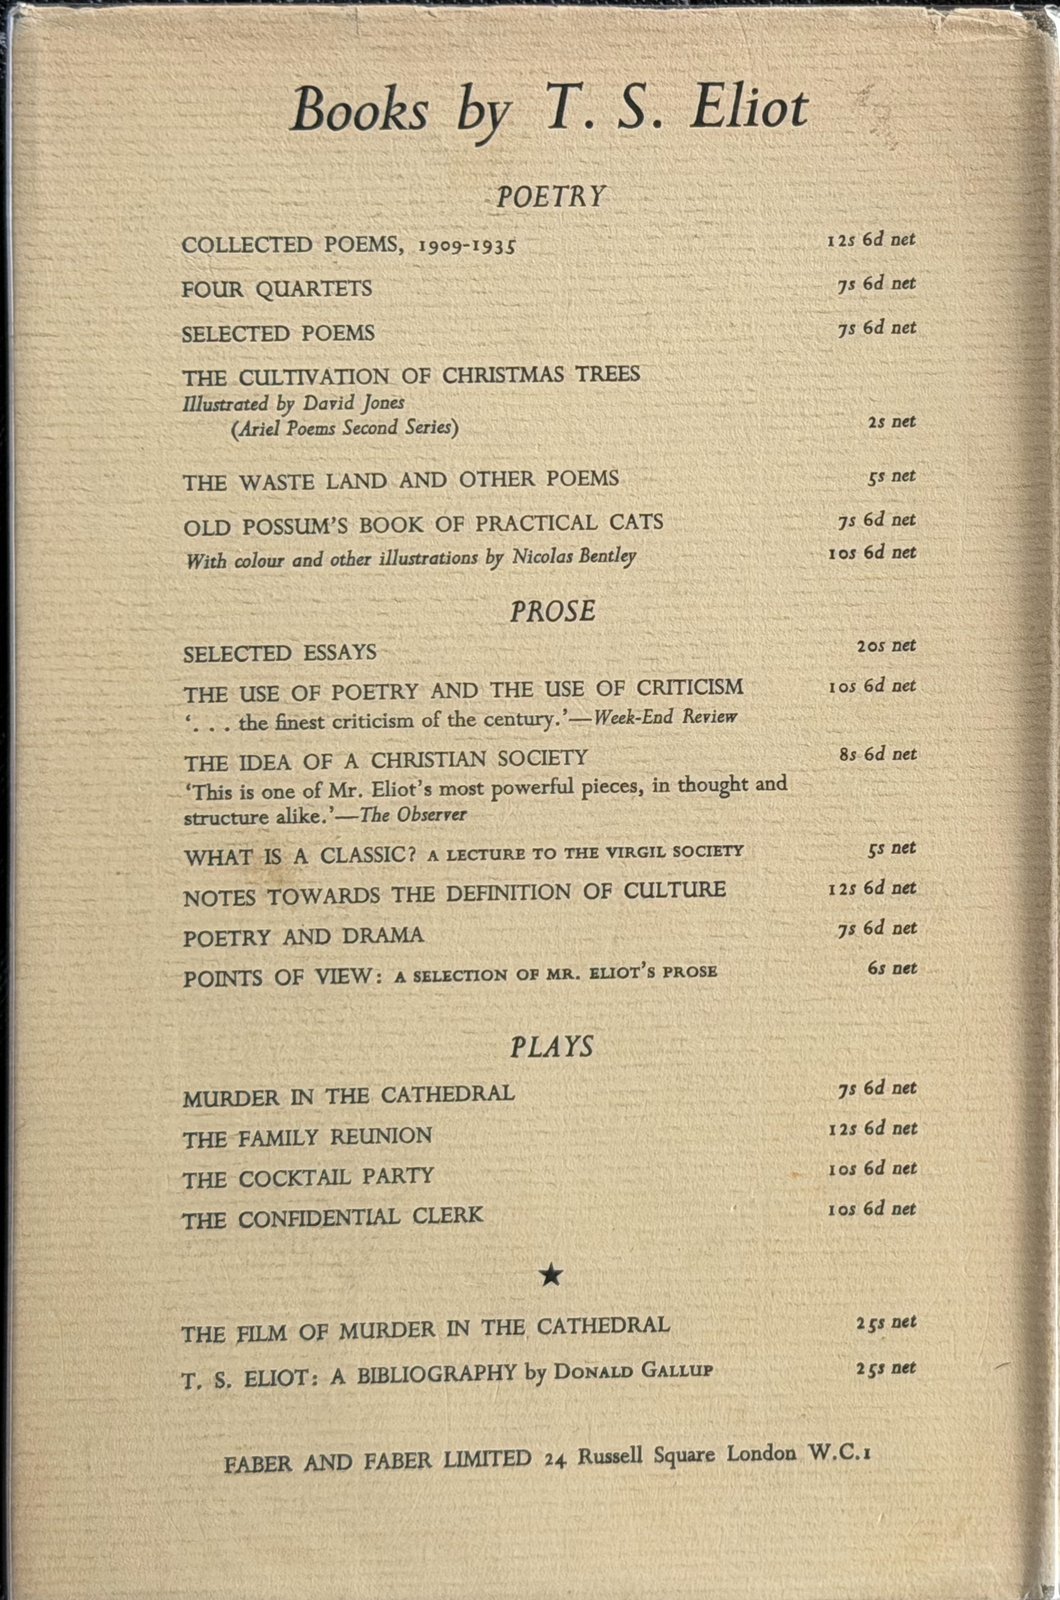 Books by T. S. Eliot
POETRY
COLLECTED POEMS, 1909-1935 12s 6d net
FOUR QUARTETS 7s 6d net
SELECTED POEMS 7s 6d net
THE CULTIVATION OF CHRISTMAS TREES
Illustrated by David Jones
(Ariel Poems Second Series) 2s net
THE WASTE LAND AND OTHER POEMS 5s net
OLD POSSUM'S BOOK OF PRACTICAL CATS 7s 6d net
With colour and other illustrations by Nicolas Bentley 10s 6d net
PROSE
SELECTED ESSAYS 20s net
THE USE OF POETRY AND THE USE OF CRITICISM 10s 6d net
‘. . . the finest criticism of the century.’—Week-End Review
THE IDEA OF A CHRISTIAN SOCIETY 8s 6d net
‘This is one of Mr. Eliot's most powerful pieces, in thought and
structure alike.’—The Observer
WHAT IS A CLASSIC? A LECTURE TO THE VIRGIL SOCIETY 5s net
NOTES TOWARDS THE DEFINITION OF CULTURE 12s 6d net
POETRY AND DRAMA 7s 6d net
POINTS OF VIEW: A SELECTION OF MR. ELIOT'S PROSE 6s net
PLAYS
MURDER IN THE CATHEDRAL 7s 6d net
THE FAMILY REUNION 12s 6d net
THE COCKTAIL PARTY 10s 6d net
THE CONFIDENTIAL CLERK 10s 6d net
★
THE FILM OF MURDER IN THE CATHEDRAL 25s net
T. S. ELIOT: A BIBLIOGRAPHY by DONALD GALLUP 25s net
FABER AND FABER LIMITED 24 Russell Square London W.C.1